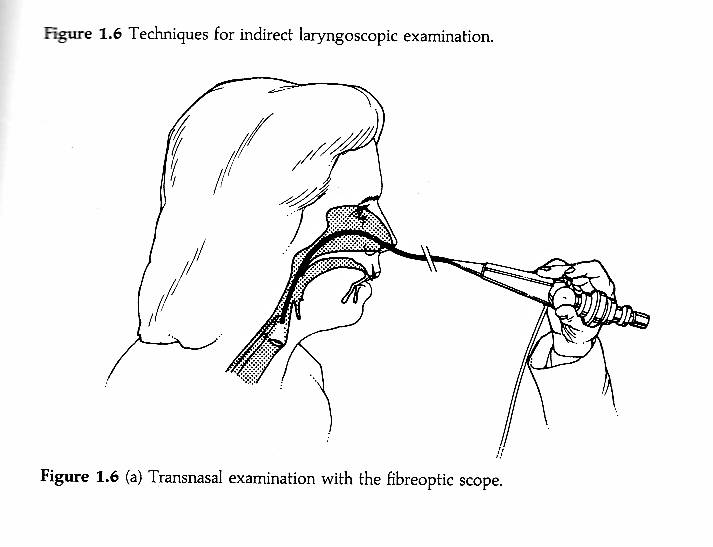 Figure 1.6 Techniques for indirect laryngoscopic examination.
Figure 1.6 (a) Transnasal examination with the fibreoptic scope.